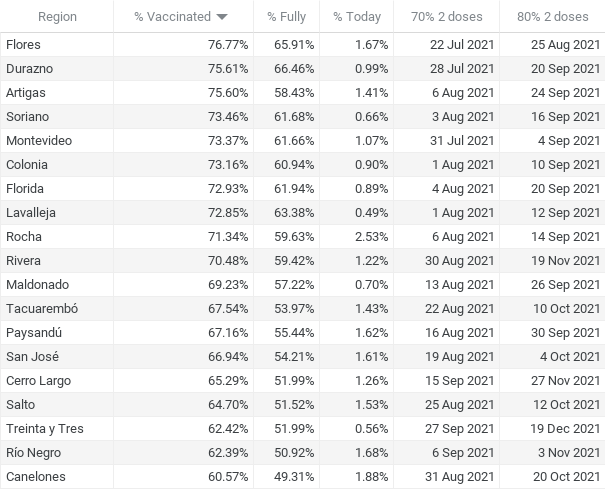 Region % Vaccinated % Fully % Today 70% 2 doses 80% 2 doses
Flores 76.77% 65.91% 1.67% 22 Jul 2021 25 Aug 2021
Durazno 75.61% 66.46% 0.99% 28 Jul 2021 20 Sep 2021
Artigas 75.60% 58.43% 1.41% 6 Aug 2021 24 Sep 2021
Soriano 73.46% 61.68% 0.66% 3 Aug 2021 16 Sep 2021
Montevideo 73.37% 61.66% 1.07% 31 Jul 2021 4 Sep 2021
Colonia 73.16% 60.94% 0.90% 1 Aug 2021 10 Sep 2021
Florida 72.93% 61.94% 0.89% 4 Aug 2021 20 Sep 2021
Lavalleja 72.85% 63.38% 0.49% 1 Aug 2021 12 Sep 2021
Rocha 71.34% 59.63% 2.53% 6 Aug 2021 14 Sep 2021
Rivera 70.48% 59.42% 1.22% 30 Aug 2021 19 Nov 2021
Maldonado 69.23% 57.22% 0.70% 13 Aug 2021 26 Sep 2021
Tacuarembó 67.54% 53.97% 1.43% 22 Aug 2021 10 Oct 2021
Paysandú 67.16% 55.44% 1.62% 16 Aug 2021 30 Sep 2021
San José 66.94% 54.21% 1.61% 19 Aug 2021 4 Oct 2021
Cerro Largo 65.29% 51.99% 1.26% 15 Sep 2021 27 Nov 2021
Salto 64.70% 51.52% 1.53% 25 Aug 2021 12 Oct 2021
Treinta y Tres 62.42% 51.99% 0.56% 27 Sep 2021 19 Dec 2021
Río Negro 62.39% 50.92% 1.68% 6 Sep 2021 3 Nov 2021
Canelones 60.57% 49.31% 1.88% 31 Aug 2021 20 Oct 2021